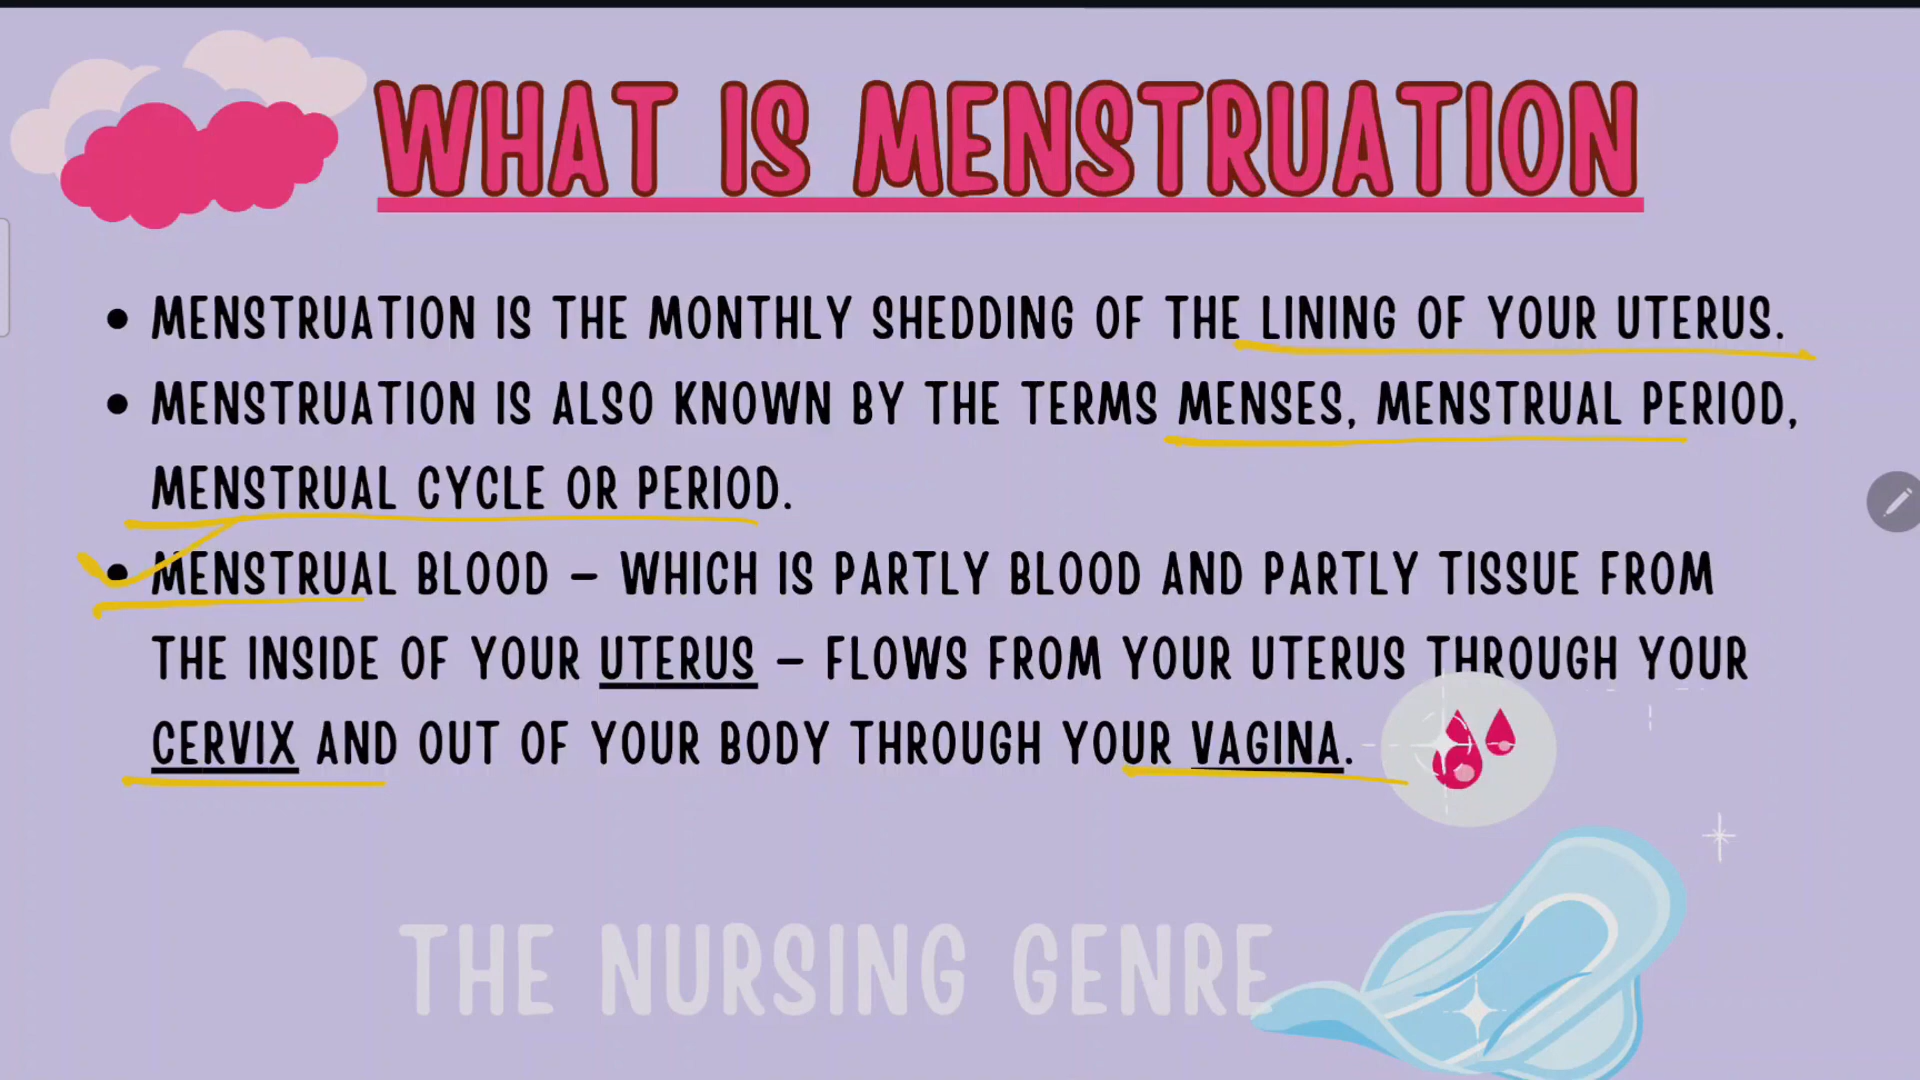 WHAT IS MENSTRUATION
• MENSTRUATION IS THE MONTHLY SHEDDING OF THE LINING OF YOUR UTERUS.
• MENSTRUATION IS ALSO KNOWN BY THE TERMS MENSES, MENSTRUAL PERIOD,
MENSTRUAL CYCLE OR PERIOD.
• MENSTRUAL BLOOD – WHICH IS PARTLY BLOOD AND PARTLY TISSUE FROM
THE INSIDE OF YOUR UTERUS – FLOWS FROM YOUR UTERUS THROUGH YOUR
CERVIX AND OUT OF YOUR BODY THROUGH YOUR VAGINA.
THE NURSING GENRE